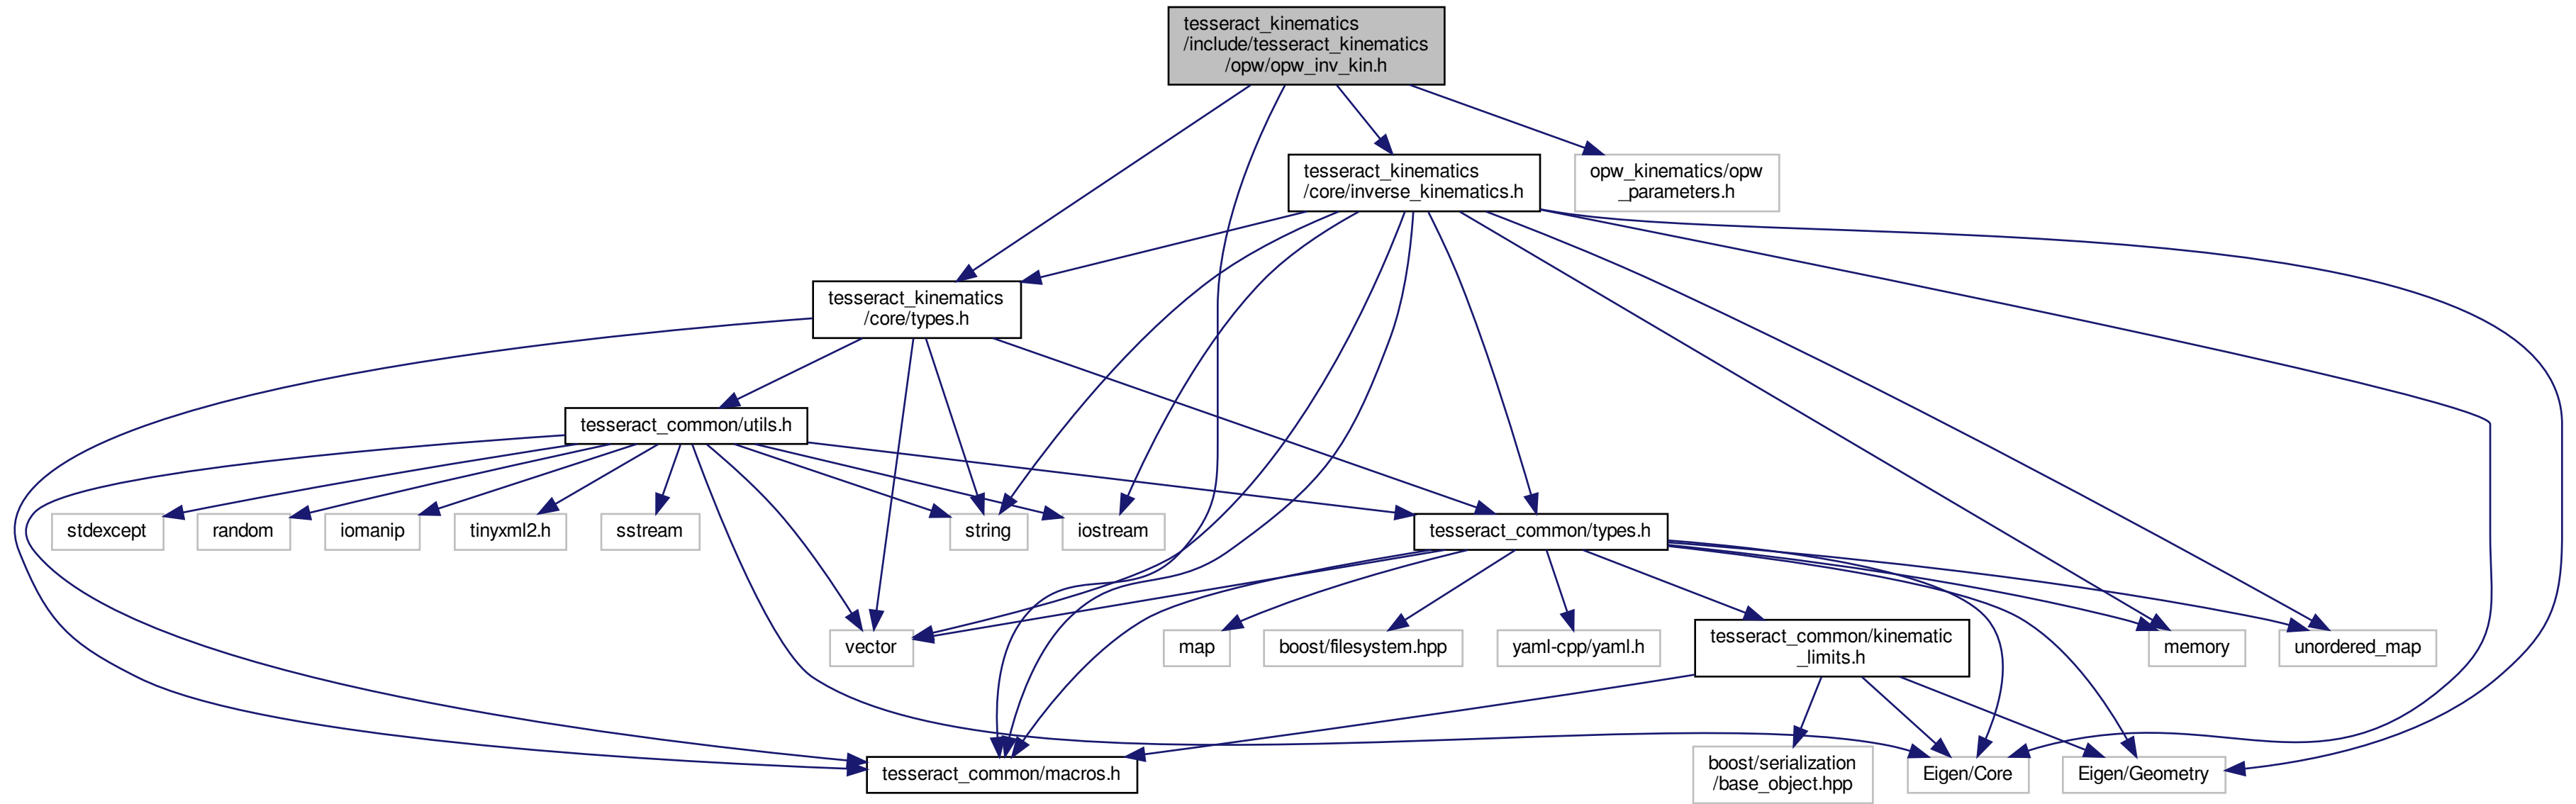 tesseract_kinematics
/include/tesseract_kinematics
/opw/opw_inv_kin.h
tesseract_kinematics
/core/inverse_kinematics.h
opw_kinematics/opw
_parameters.h
tesseract_kinematics
/core/types.h
tesseract_common/utils.h
stdexcept
random
iomanip
tinyxml2.h
sstream
string
iostream
tesseract_common/types.h
vector
map
boost/filesystem.hpp
yaml-cpp/yaml.h
tesseract_common/kinematic
_limits.h
memory
unordered_map
tesseract_common/macros.h
boost/serialization
/base_object.hpp
Eigen/Core
Eigen/Geometry